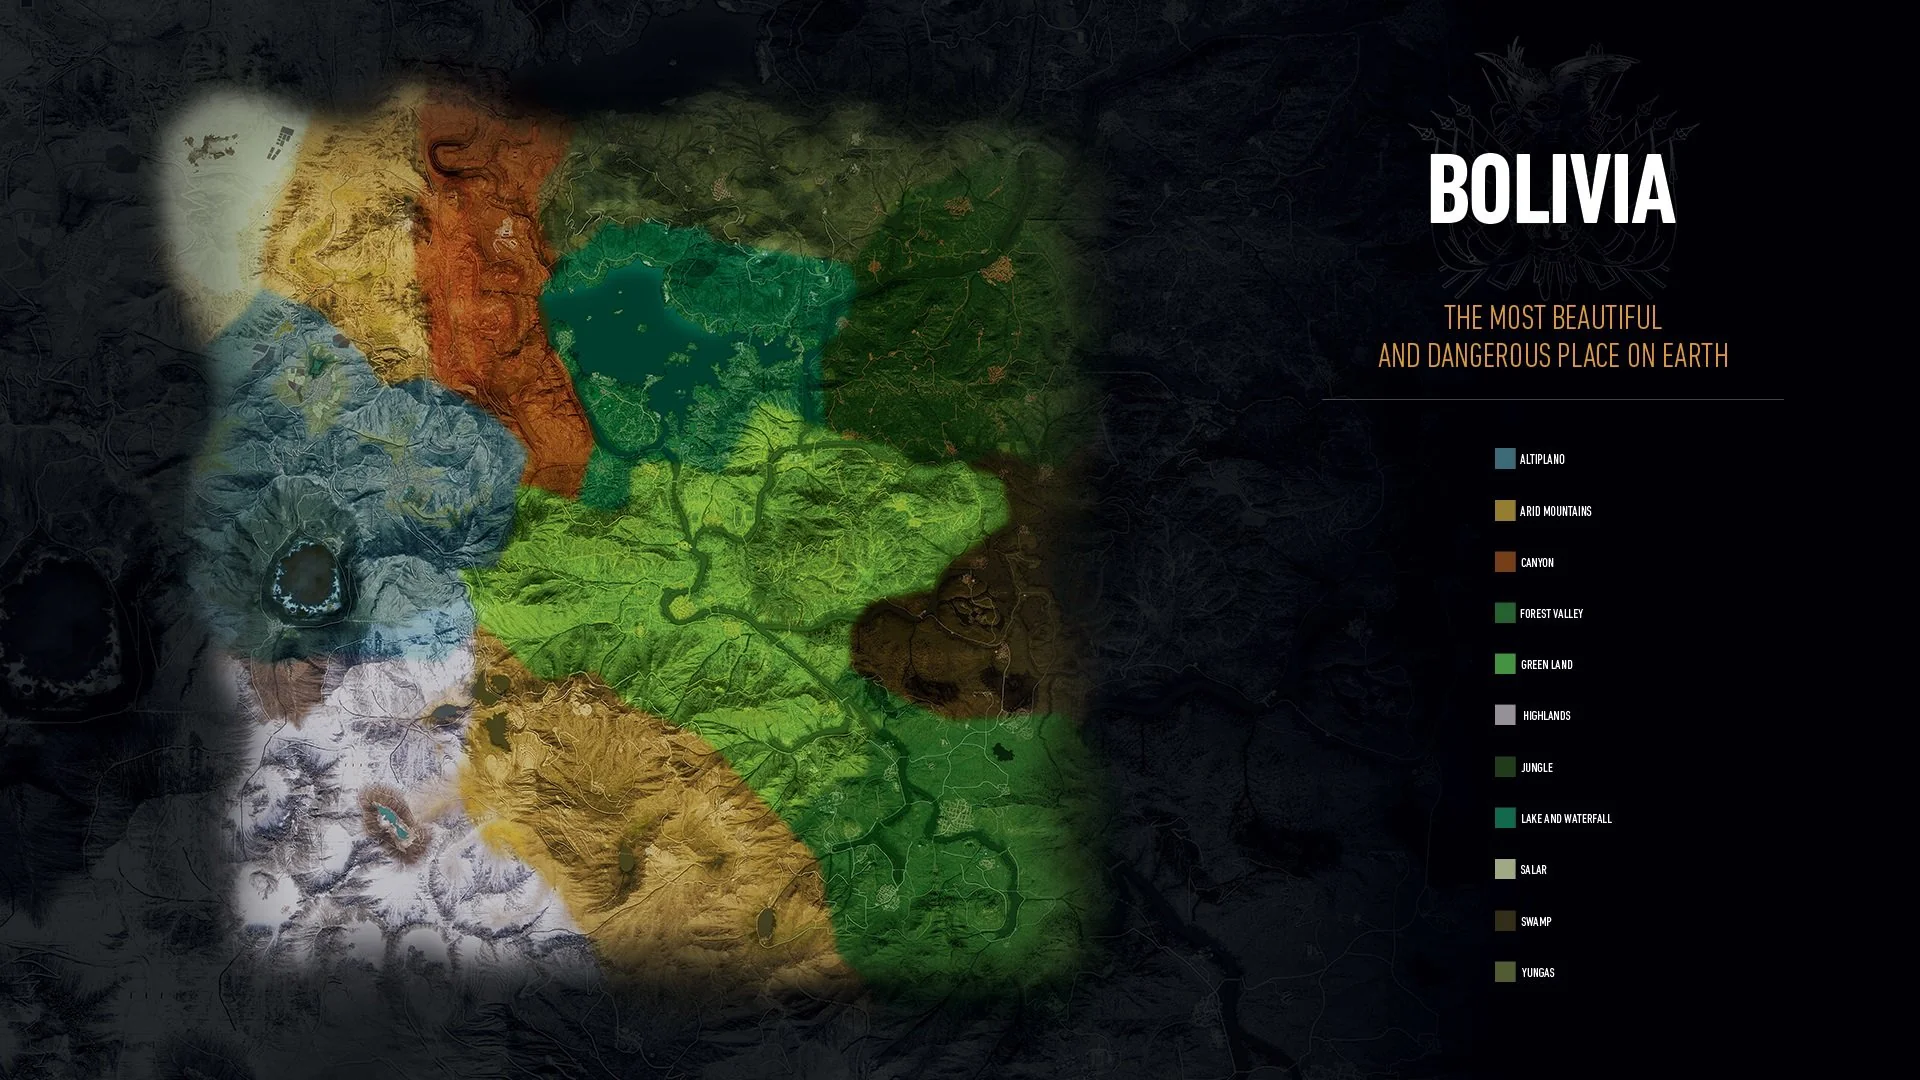 BOLIVIA
THE MOST BEAUTIFUL
AND DANGEROUS PLACE ON EARTH
ALTIPLANO
ARID MOUNTAINS
CANYON
FOREST VALLEY
GREEN LAND
HIGHLANDS
JUNGLE
LAKE AND WATERFALL
SALAR
SWAMP
YUNGAS